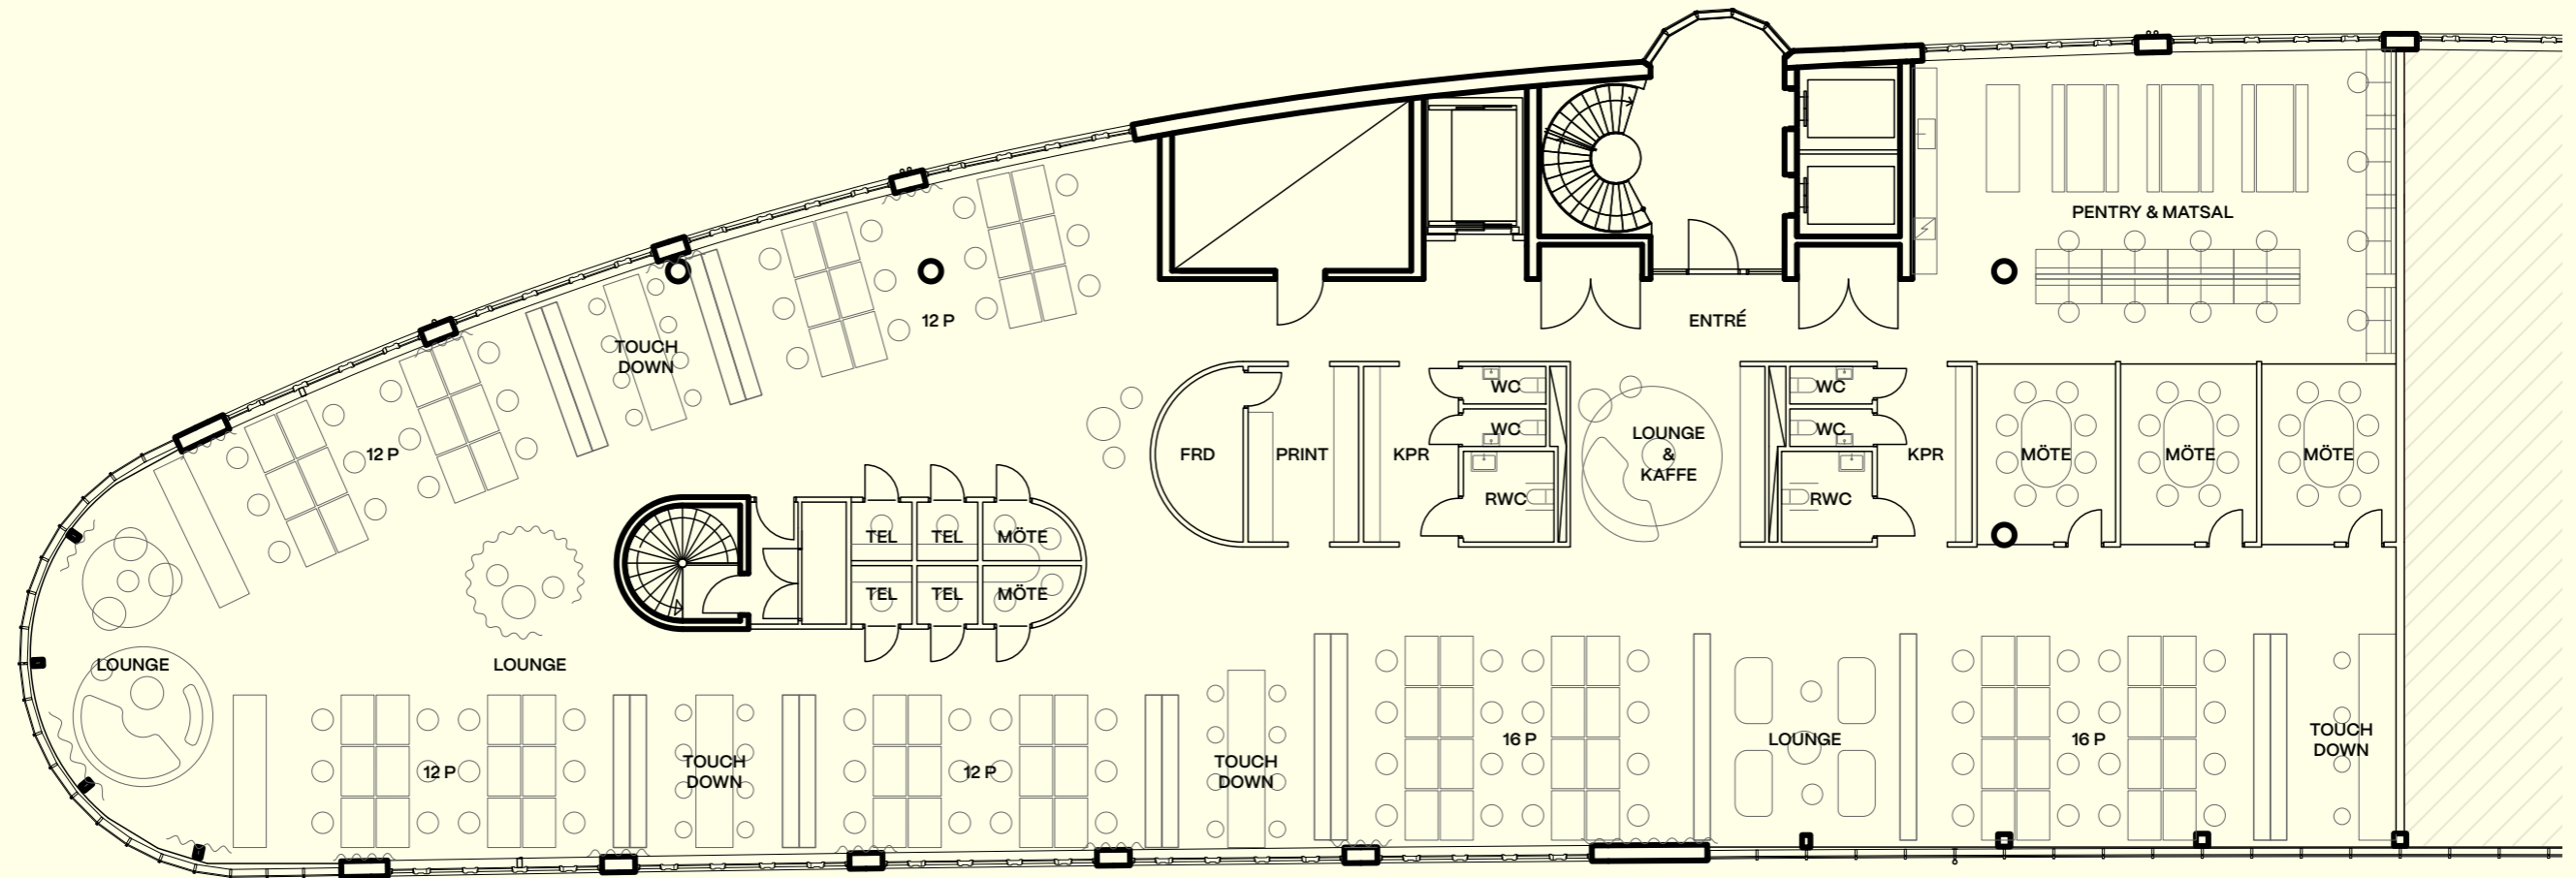 PENTRY & MATSAL
12 P
ENTRÉ
TOUCH
DOWN
WC
WC
WC
WC
LOUNGE
&
KAFFE
12 P
FRD
PRINT
KPR
KPR
MÖTE
MÖTE
MÖTE
RWC
RWC
TEL
TEL
MÖTE
TEL
TEL
MÖTE
LOUNGE
LOUNGE
12 P
TOUCH
DOWN
12 P
TOUCH
DOWN
16 P
LOUNGE
16 P
TOUCH
DOWN